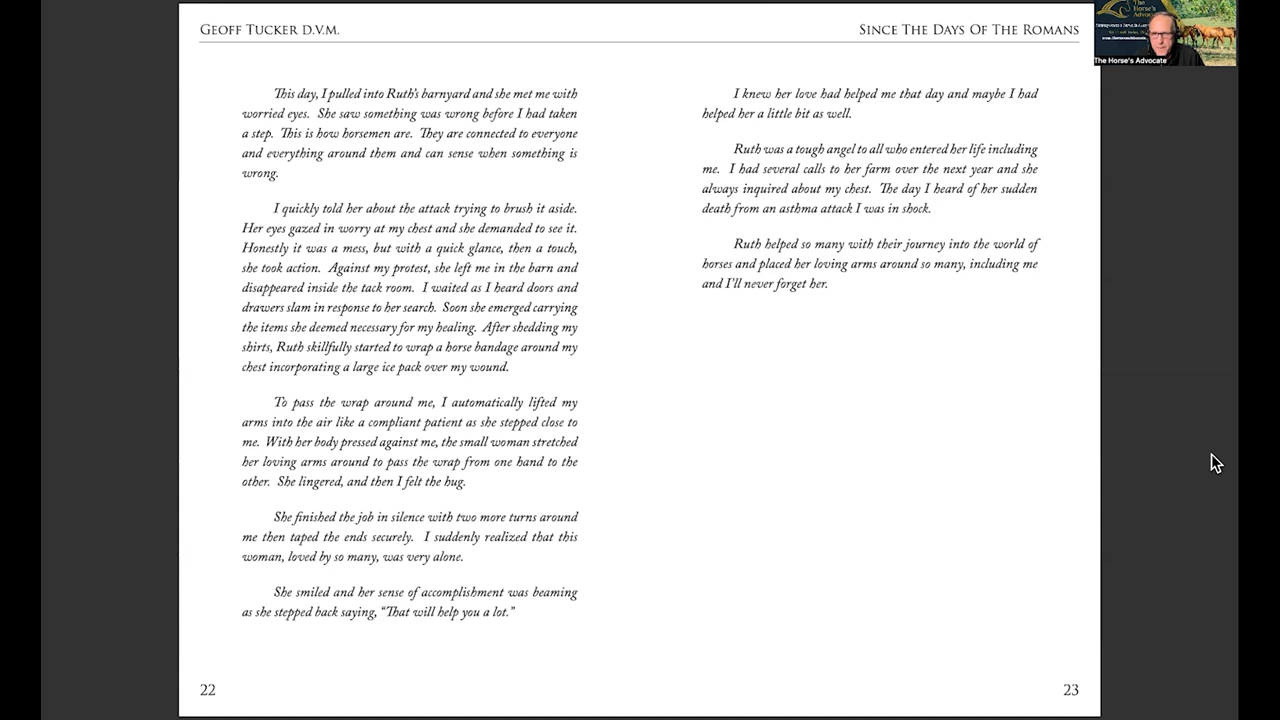 GEOFF TUCKER D.V.M.
This day, I pulled into Ruth's barnyard and she met me with
worried eyes. She saw something was wrong before I had taken
a step. This is how horsemen are. They are connected to everyone
and everything around them and can sense when something is
wrong.
I quickly told her about the attack trying to brush it aside.
Her eyes gazed in worry at my chest and she demanded to see it.
Honestly it was a mess, but with a quick glance, then a touch,
she took action. Against my protest, she left me in the barn and
disappeared inside the tack room. I waited as I heard doors and
drawers slam in response to her search. Soon she emerged carrying
the items she deemed necessary for my healing. After shedding my
shirts, Ruth skillfully started to wrap a horse bandage around my
chest incorporating a large ice pack over my wound.
To pass the wrap around me, I automatically lifted my
arms into the air like a compliant patient as she stepped close to
me. With her body pressed against me, the small woman stretched
her loving arms around to pass the wrap from one hand to the
other. She lingered, and then I felt the hug.
She finished the job in silence with two more turns around
me then taped the ends securely. I suddenly realized that this
woman, loved by so many, was very alone.
She smiled and her sense of accomplishment was beaming
as she stepped back saying, “That will help you a lot.”
22
SINCE THE DAYS OF THE ROMANS
I knew her love had helped me that day and maybe I had
helped her a little bit as well.
Ruth was a tough angel to all who entered her life including
me. I had several calls to her farm over the next year and she
always inquired about my chest. The day I heard of her sudden
death from an asthma attack I was in shock.
Ruth helped so many with their journey into the world of
horses and placed her loving arms around so many, including me
and I'll never forget her.
23
The
Horse's
Advocate
The Horse's Advocate